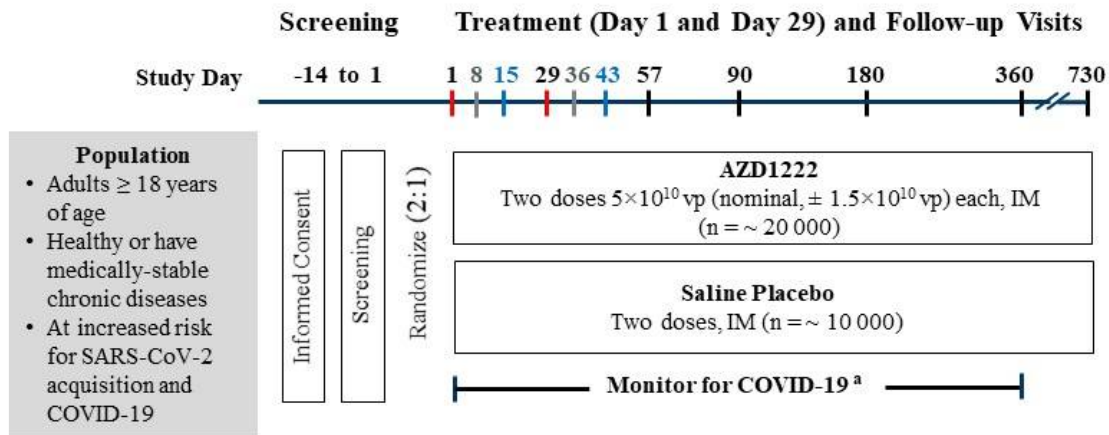 Screening Treatment (Day 1 and Day 29) and Follow-up Visits
Study Day -14 to 1 1 8 15 29 36 43 57 90 180 360 730
Population
• Adults ≥ 18 years
of age
• Healthy or have
medically-stable
chronic diseases
• At increased risk
for SARS-CoV-2
acquisition and
COVID-19
Informed Consent
Screening
Randomize (2:1)
AZD1222
Two doses 5×10¹⁰ vp (nominal, ± 1.5×10¹⁰ vp) each, IM
(n = ~ 20 000)
Saline Placebo
Two doses, IM (n = ~ 10 000)
Monitor for COVID-19 ᵃ